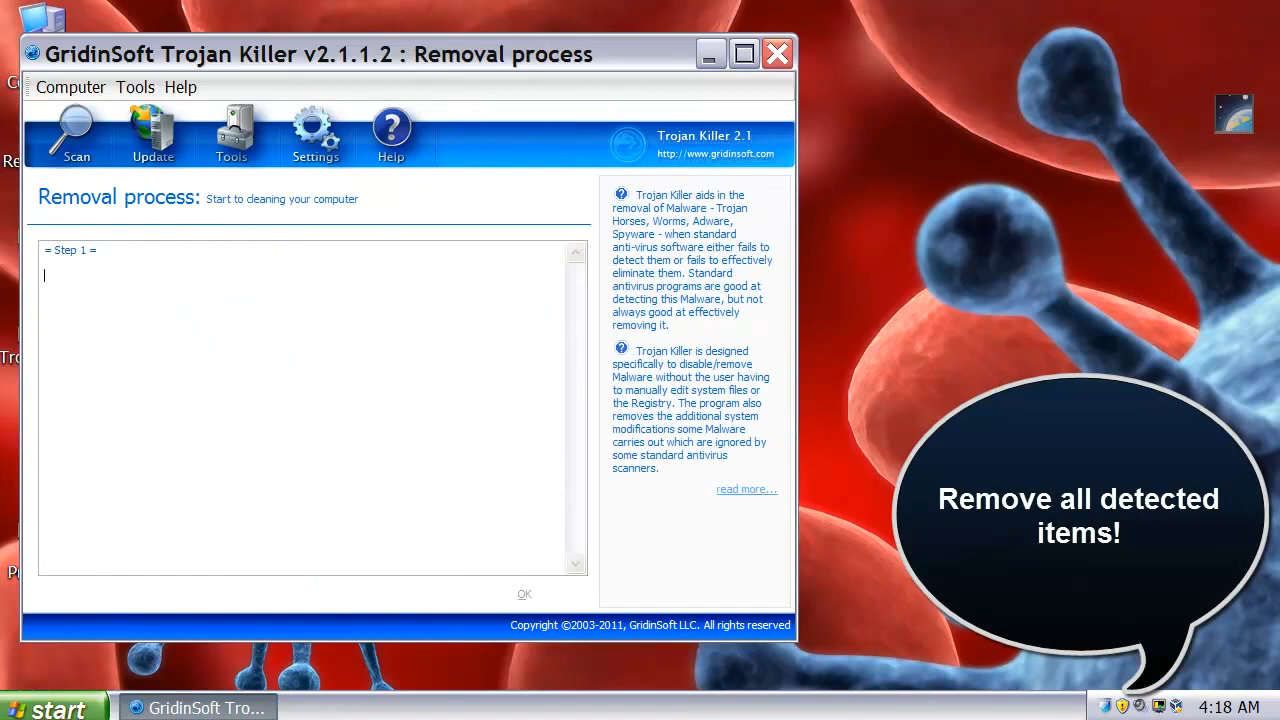 GridinSoft Trojan Killer v2.1.1.2 : Removal process
Computer Tools Help
Scan
Update
Tools
Settings
Help
Trojan Killer 2.1
http://www.gridinsoft.com
Removal process: Start to cleaning your computer
= Step 1 =
Trojan Killer aids in the
removal of Malware - Trojan
Horses, Worms, Adware,
Spyware - when standard
anti-virus software either fails to
detect them or fails to effectively
eliminate them. Standard
antivirus programs are good at
detecting this Malware, but not
always good at effectively
removing it.
Trojan Killer is designed
specifically to disable/remove
Malware without the user having
to manually edit system files or
the Registry. The program also
removes the additional system
modifications some Malware
carries out which are ignored by
some standard antivirus
scanners.
read more...
OK
Copyright ©2003-2011, GridinSoft LLC. All rights reserved
Remove all detected
items!
start
GridinSoft Tro...
4:18 AM